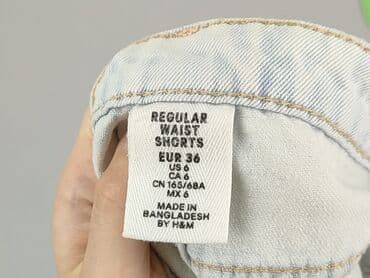 REGULAR
WAIST
SHORTS
EUR 36
US 6
CA 6
CN 165/68A
MX 6
MADE IN
BANGLADESH
BY H&M